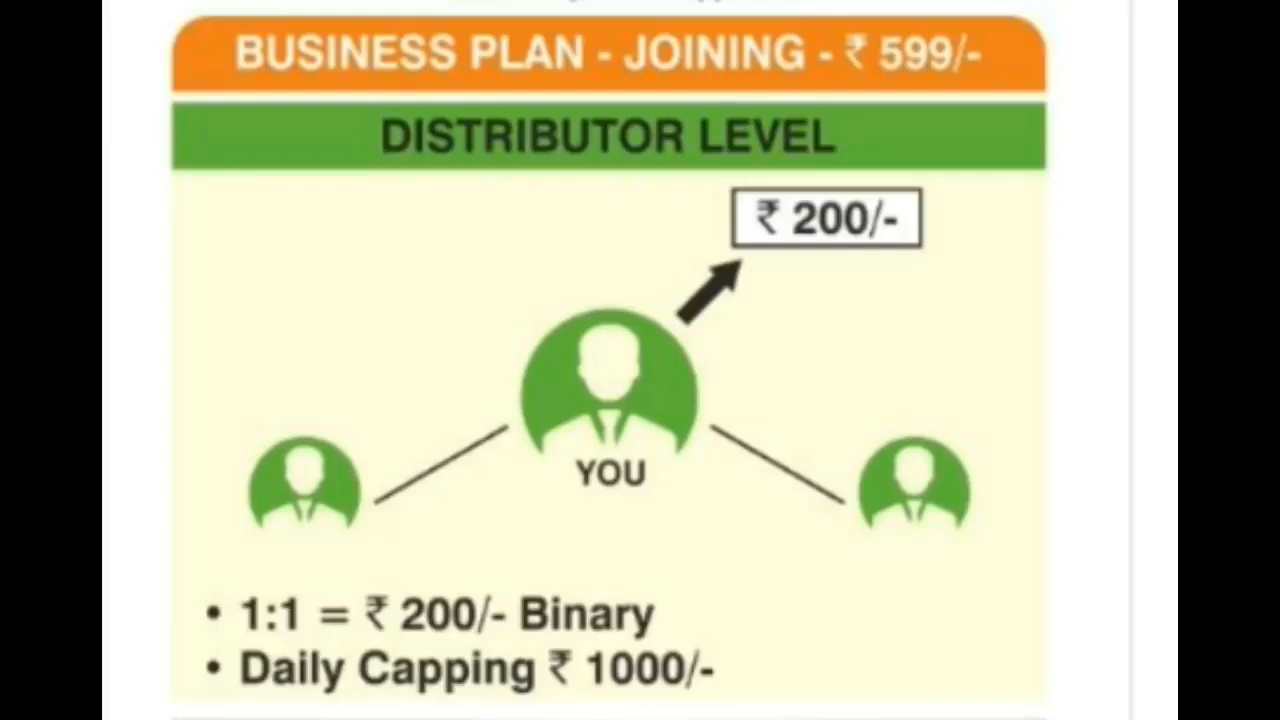 BUSINESS PLAN - JOINING - ₹ 599/-
DISTRIBUTOR LEVEL
₹ 200/-
YOU
• 1:1 = ₹ 200/- Binary
• Daily Capping ₹ 1000/-